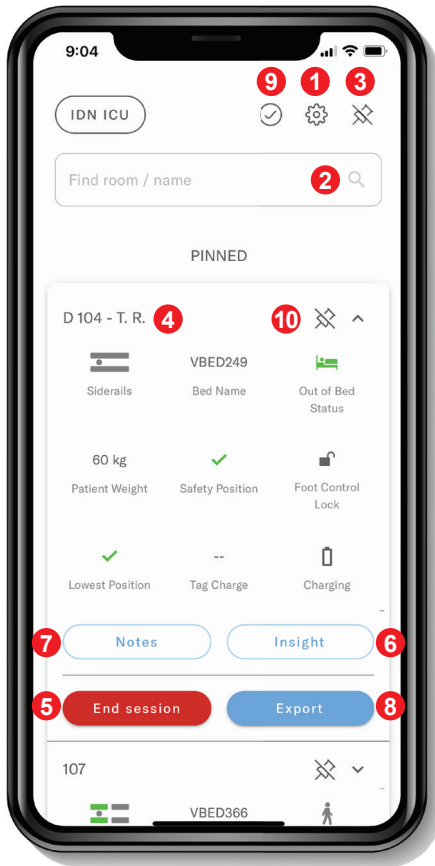 9:04
9 1 3
IDN ICU
Find room / name 2
PINNED
D 104 - T. R. 4 10
VBED249
Siderails Bed Name Out of Bed
Status
60 kg
Patient Weight Safety Position Foot Control
Lock
--
Lowest Position Tag Charge Charging
7 Notes Insight 6
5 End session Export 8
107
VBED366